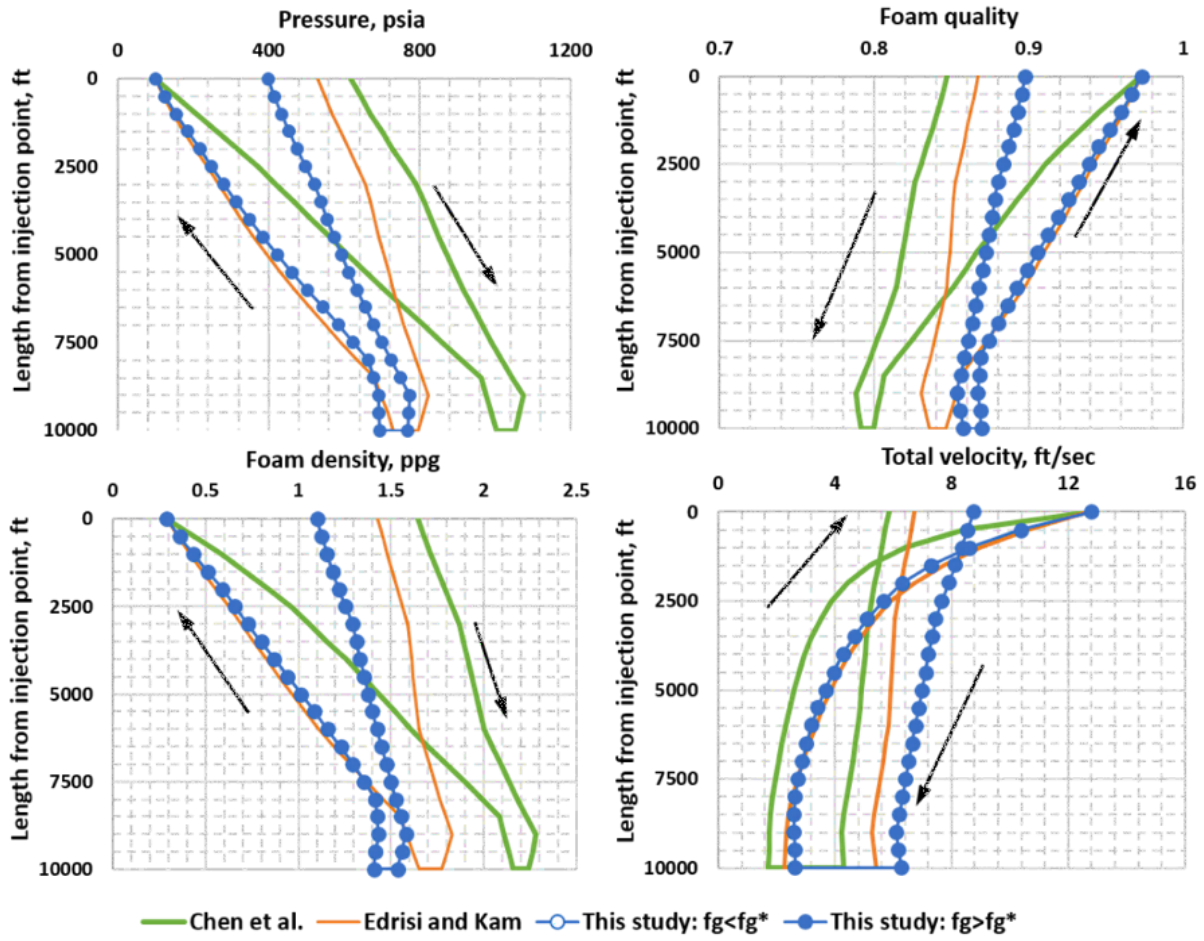 Pressure, psia
0 400 800 1200
Length from injection point, ft
0
2500
5000
7500
10000
Foam quality
0.7 0.8 0.9 1
Length from injection point, ft
0
2500
5000
7500
10000
Foam density, ppg
0 0.5 1 1.5 2 2.5
Length from injection point, ft
0
2500
5000
7500
10000
Total velocity, ft/sec
0 4 8 12 16
Length from injection point, ft
0
2500
5000
7500
10000
Chen et al. Edrisi and Kam This study: fg<fg* This study: fg>fg*